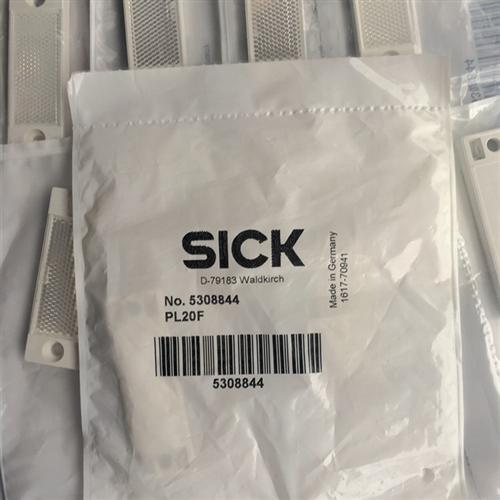 SICK
D-79183 Waldkirch
No. 5308844
PL20F
5308844
Made in Germany
1617-70941